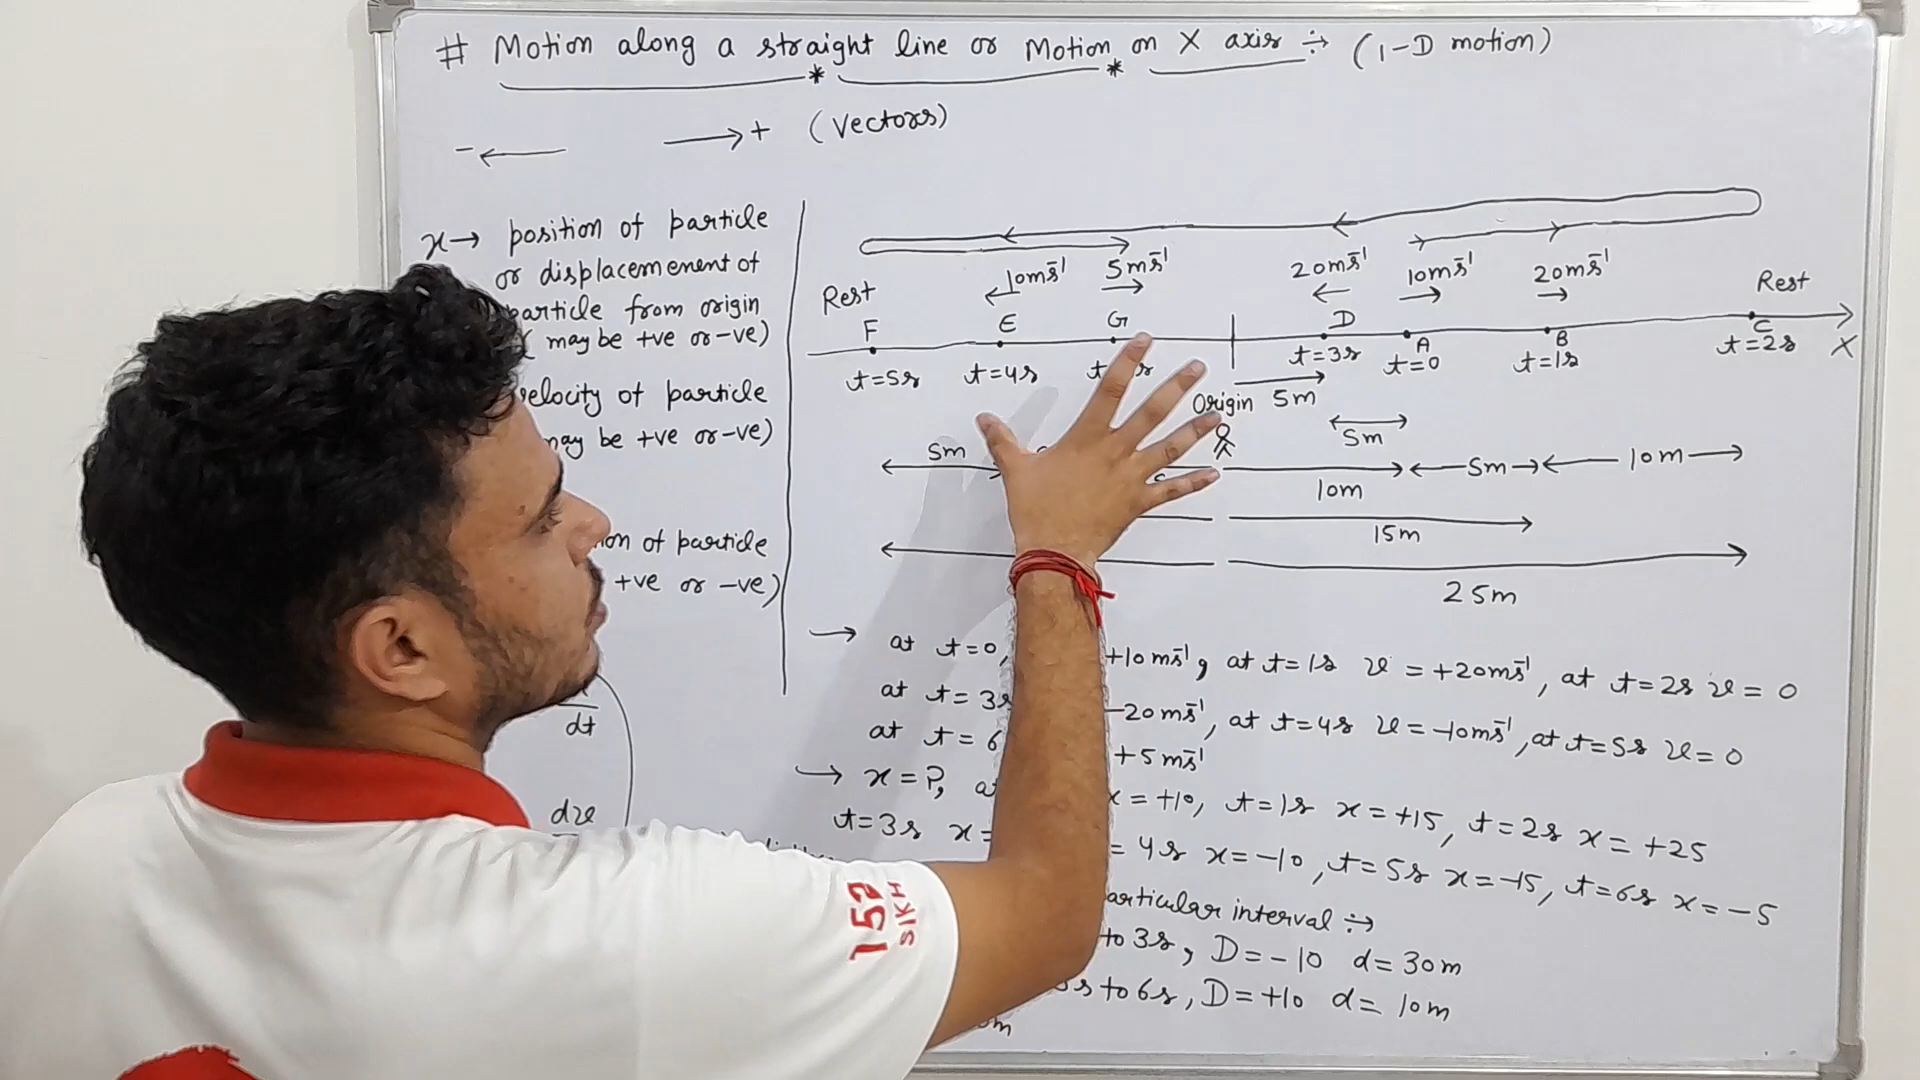 # Motion along a straight line or Motion on X axis ÷ (1-D motion)
- ← → + (Vectors)
x → position of particle
or displacemenent of
particle from origin
may be +ve or -ve)
velocity of particle
may be +ve or -ve)
of particle
+ve or -ve)
dt
dv
10ms⁻¹ 5ms⁻¹ 20ms⁻¹ 10ms⁻¹ 20ms⁻¹
Rest Rest
F E G D A B C
t=5s t=4s t=3s t=0 t=1s t=2s X
Origin 5m
5m
5m 5m 10m
10m
15m
25m
→ at t=0, +10ms⁻¹, at t=1s v = +20ms⁻¹, at t=2s v = 0
at t=3s -20ms⁻¹, at t=4s v = -10ms⁻¹, at t=5s v=0
at t=6 +5ms⁻¹
→ x=?, x=+10, t=1s x=+15, t=2s x=+25
t=3s x= = 4s x=-10, t=5s x=-15, t=6s x=-5
interval ÷
to 3s, D=-10 d=30m
s to 6s, D=+10 d= 10m
m
152
SIKH